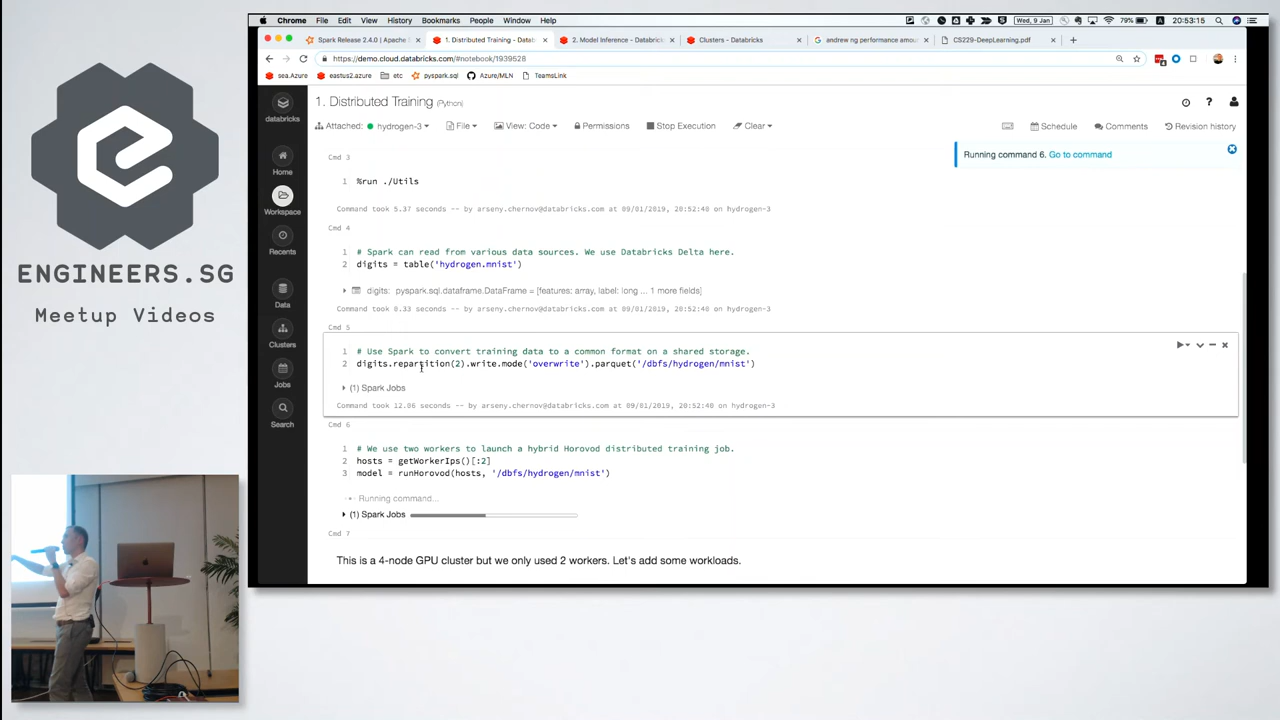 Chrome File Edit View History Bookmarks People Window Help
79% Wed, 9 Jan 20:53:15
Spark Release 2.4.0 | Apache S
1. Distributed Training - Datab
2. Model Inference - Databrick
Clusters - Databricks
andrew ng performance amou
CS229-DeepLearning.pdf
https://demo.cloud.databricks.com/#notebook/1939528
sea.Azure eastus2.azure etc pyspark.sql Azure/MLN TeamsLink
databricks
Home
Workspace
Recents
Data
Clusters
Jobs
Search
1. Distributed Training (Python)
Attached: hydrogen-3 File View: Code Permissions Stop Execution Clear
Schedule Comments Revision history
Running command 6. Go to command
Cmd 3
1 %run ./Utils
Command took 5.37 seconds -- by arseny.chernov@databricks.com at 09/01/2019, 20:52:40 on hydrogen-3
Cmd 4
1 # Spark can read from various data sources. We use Databricks Delta here.
2 digits = table('hydrogen.mnist')
digits: pyspark.sql.dataframe.DataFrame = [features: array, label: long ... 1 more fields]
Command took 0.33 seconds -- by arseny.chernov@databricks.com at 09/01/2019, 20:52:40 on hydrogen-3
Cmd 5
1 # Use Spark to convert training data to a common format on a shared storage.
2 digits.repartition(2).write.mode('overwrite').parquet('/dbfs/hydrogen/mnist')
(1) Spark Jobs
Command took 12.06 seconds -- by arseny.chernov@databricks.com at 09/01/2019, 20:52:40 on hydrogen-3
Cmd 6
1 # We use two workers to launch a hybrid Horovod distributed training job.
2 hosts = getWorkerIps()[:2]
3 model = runHorovod(hosts, '/dbfs/hydrogen/mnist')
Running command...
(1) Spark Jobs
Cmd 7
This is a 4-node GPU cluster but we only used 2 workers. Let's add some workloads.
ENGINEERS.SG
Meetup Videos